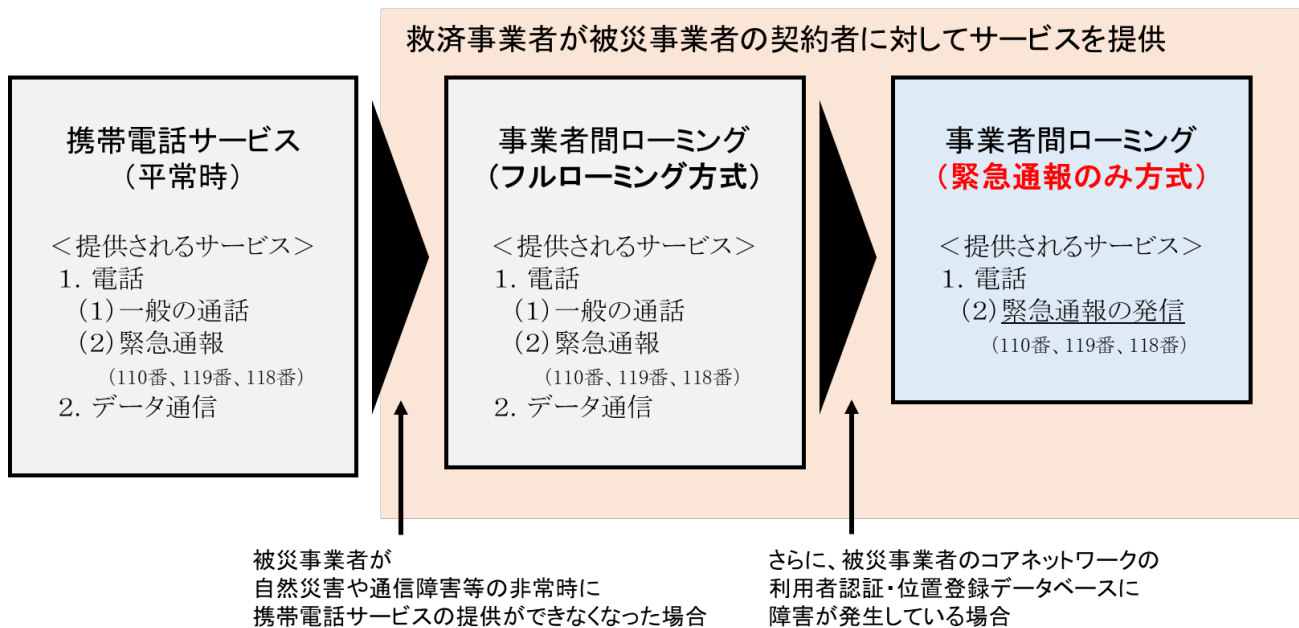 救済事業者が被災事業者の契約者に対してサービスを提供
携帯電話サービス
（平常時）
＜提供されるサービス＞
１．電話
（１）一般の通話
（２）緊急通報
（110番、119番、118番）
２．データ通信
事業者間ローミング
（フルローミング方式）
＜提供されるサービス＞
１．電話
（１）一般の通話
（２）緊急通報
（110番、119番、118番）
２．データ通信
事業者間ローミング
（緊急通報のみ方式）
＜提供されるサービス＞
１．電話
（２）緊急通報の発信
（110番、119番、118番）
被災事業者が
自然災害や通信障害等の非常時に
携帯電話サービスの提供ができなくなった場合
さらに、被災事業者のコアネットワークの
利用者認証・位置登録データベースに
障害が発生している場合